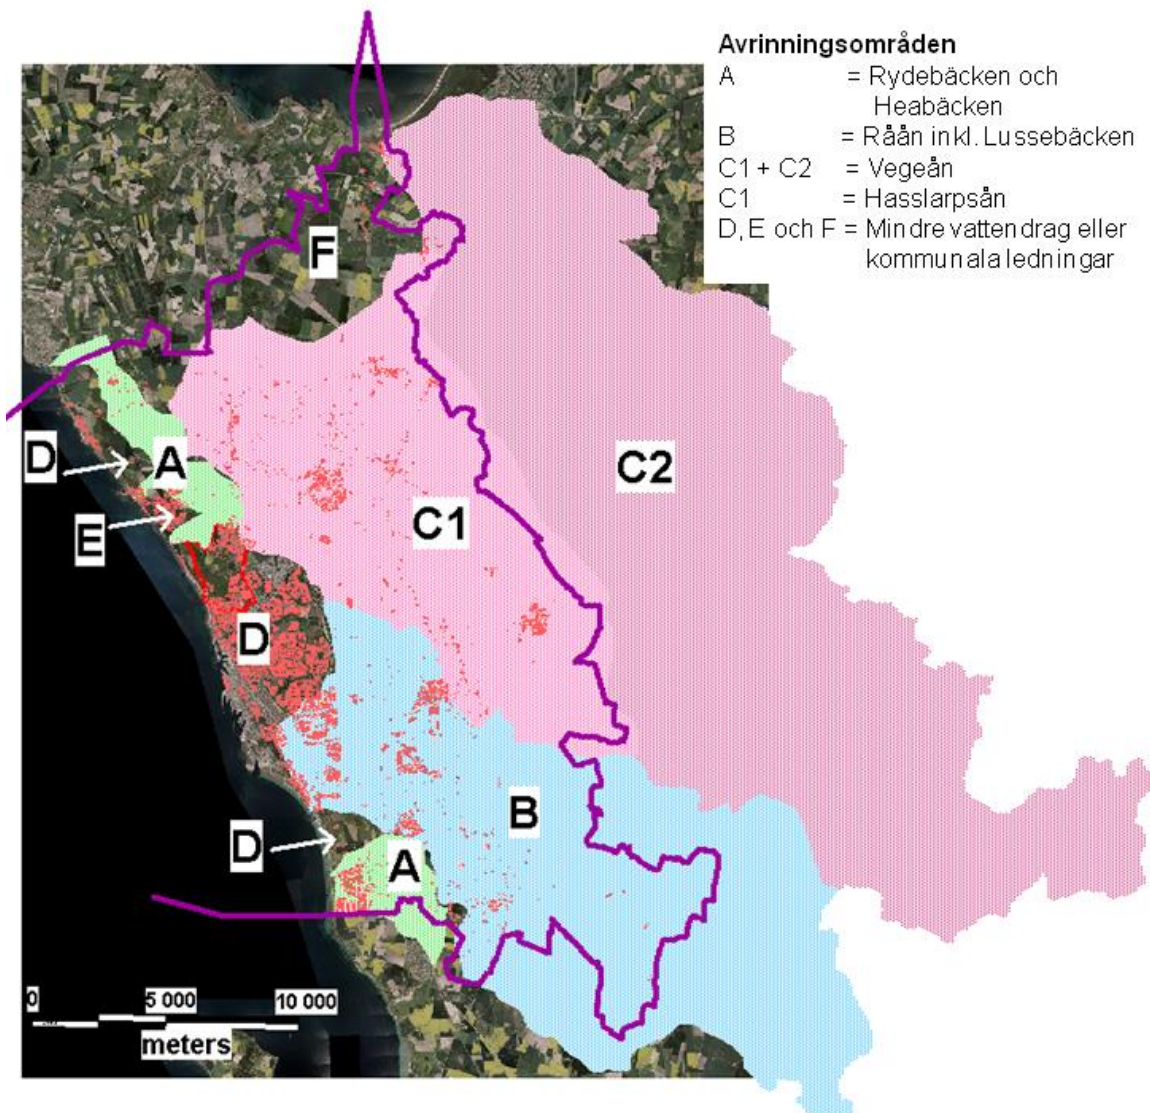 Avrinningsområden
A = Rydebäcken och
Heabäcken
B = Råån inkl. Lussebäcken
C1 + C2 = Vegeån
C1 = Hasslarpsån
D, E och F = Mindre vattendrag eller
kommunala ledningar
F
D
A
C2
E
C1
D
B
D
A
0 5 000 10 000
meters